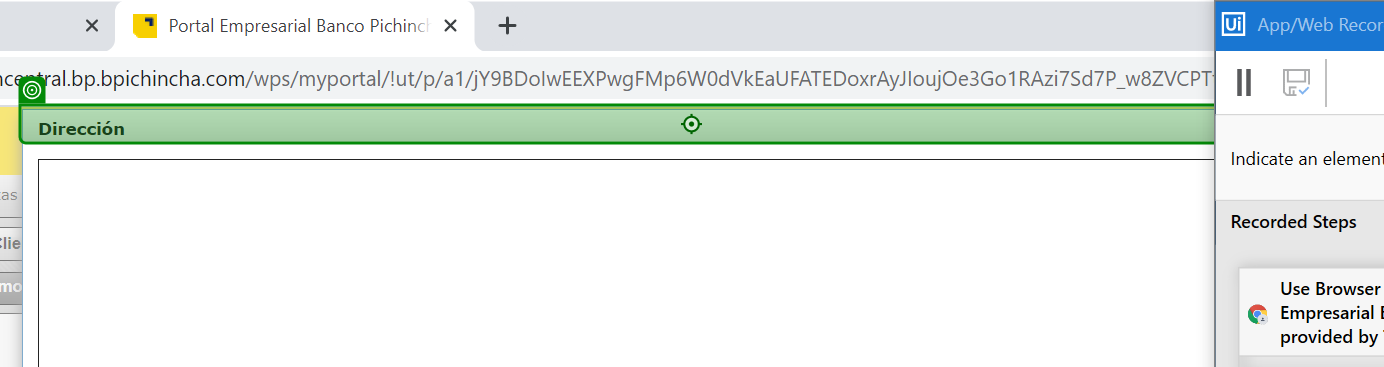 Portal Empresarial Banco Pichinch
Ui App/Web Recor
ncentral.bp.bpichincha.com/wps/myportal/!ut/p/a1/jY9BDoIwEEXPwgFMp6W0dVkEaUFATEDoxrAyJIoujOe3Go1RAzi7Sd7P_w8ZVCPT
Dirección
Indicate an element
tas
Recorded Steps
Clie
mo
Use Browser
Empresarial
provided by